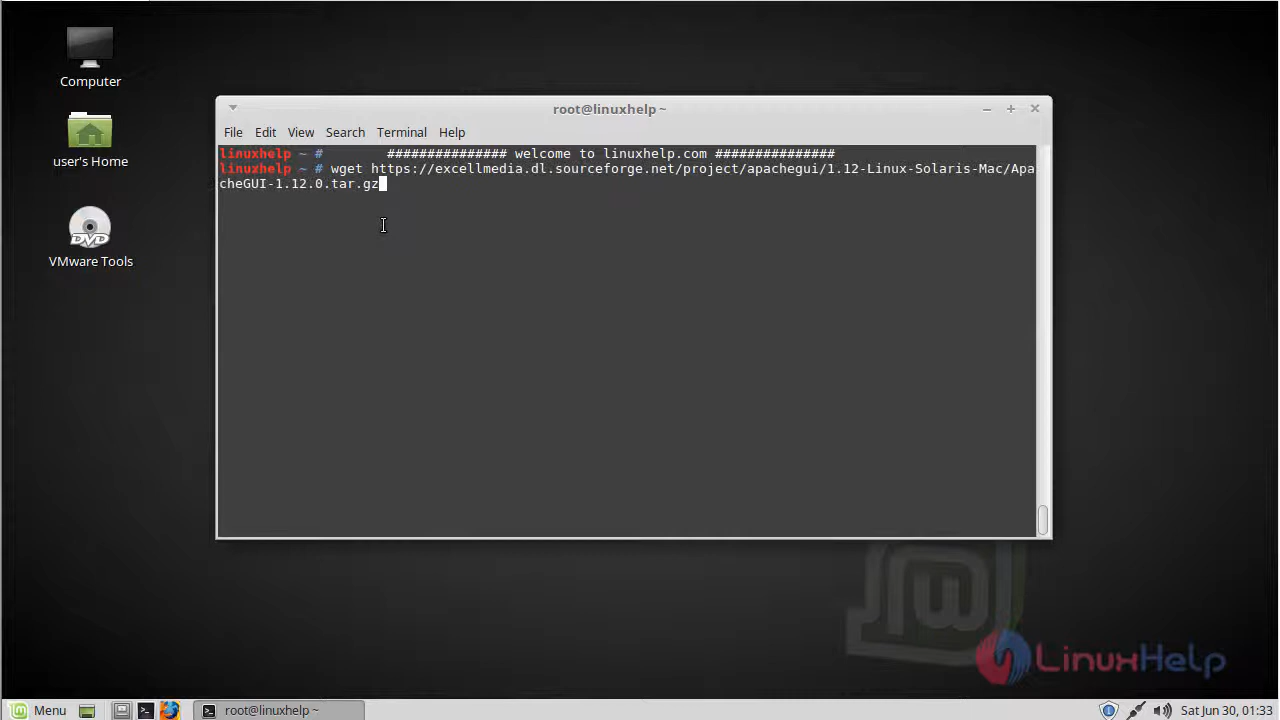 Computer
user's Home
DVD
VMware Tools
root@linuxhelp ~
File Edit View Search Terminal Help
linuxhelp ~ # ############### welcome to linuxhelp.com ###############
linuxhelp ~ # wget https://excellmedia.dl.sourceforge.net/project/apachegui/1.12-Linux-Solaris-Mac/Apa
cheGUI-1.12.0.tar.gz
LinuxHelp
Menu
root@linuxhelp ~
Sat Jun 30, 01:33